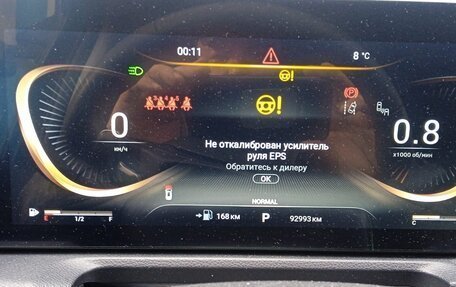 00:11
8 °C
0
км/ч
Не откалиброван усилитель
руля EPS
Обратитесь к дилеру
OK
0.8
x1000 об/мин
NORMAL
E 1/2 F
168 км
P
92993 км
C